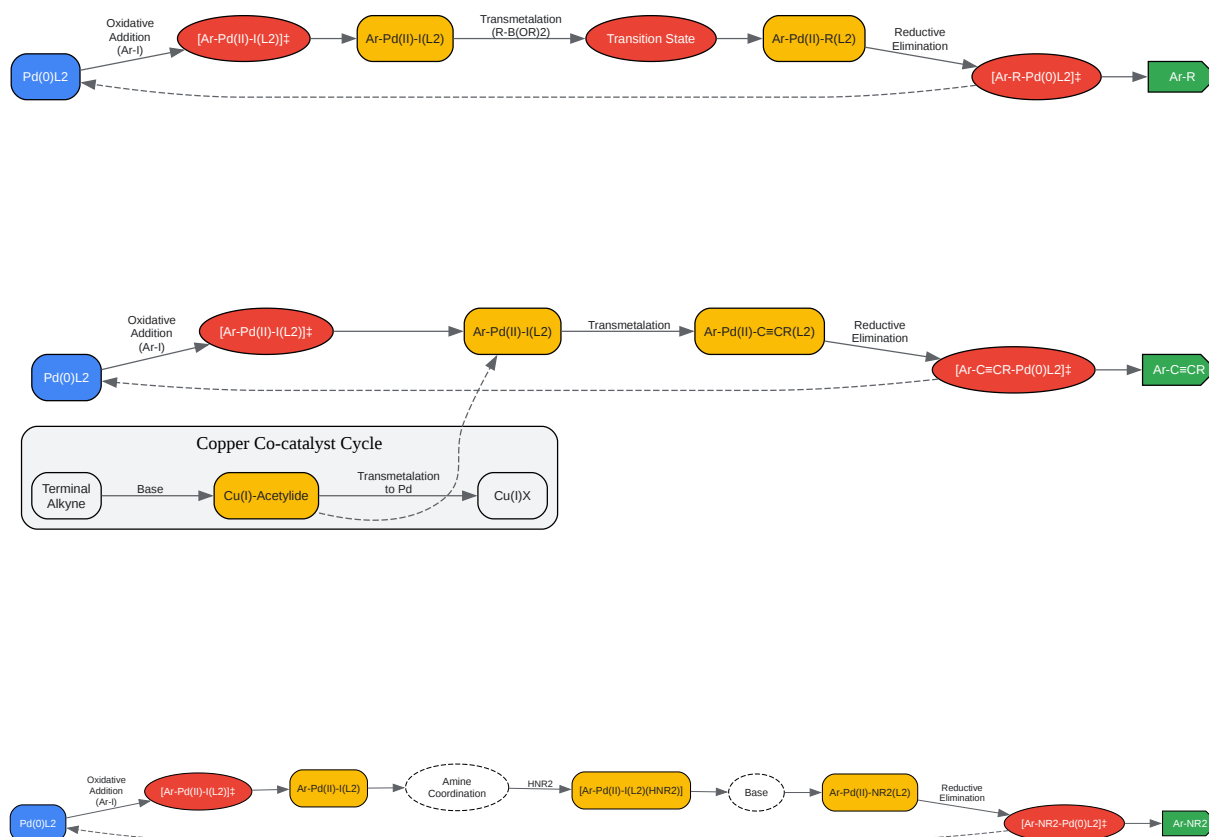 Oxidative
Addition
(Ar-I)
Pd(0)L2
[Ar-Pd(II)-I(L2)]‡
Ar-Pd(II)-I(L2)
Transmetalation
(R-B(OR)2)
Transition State
Ar-Pd(II)-R(L2)
Reductive
Elimination
[Ar-R-Pd(0)L2]‡
Ar-R
Oxidative
Addition
(Ar-I)
Pd(0)L2
[Ar-Pd(II)-I(L2)]‡
Ar-Pd(II)-I(L2)
Transmetalation
Ar-Pd(II)-C≡CR(L2)
Reductive
Elimination
[Ar-C≡CR-Pd(0)L2]‡
Ar-C≡CR
Copper Co-catalyst Cycle
Terminal
Alkyne
Base
Cu(I)-Acetylide
Transmetalation
to Pd
Cu(I)X
Oxidative
Addition
(Ar-I)
Pd(0)L2
[Ar-Pd(II)-I(L2)]‡
Ar-Pd(II)-I(L2)
Amine
Coordination
HNR2
[Ar-Pd(II)-I(L2)(HNR2)]
Base
Ar-Pd(II)-NR2(L2)
Reductive
Elimination
[Ar-NR2-Pd(0)L2]‡
Ar-NR2